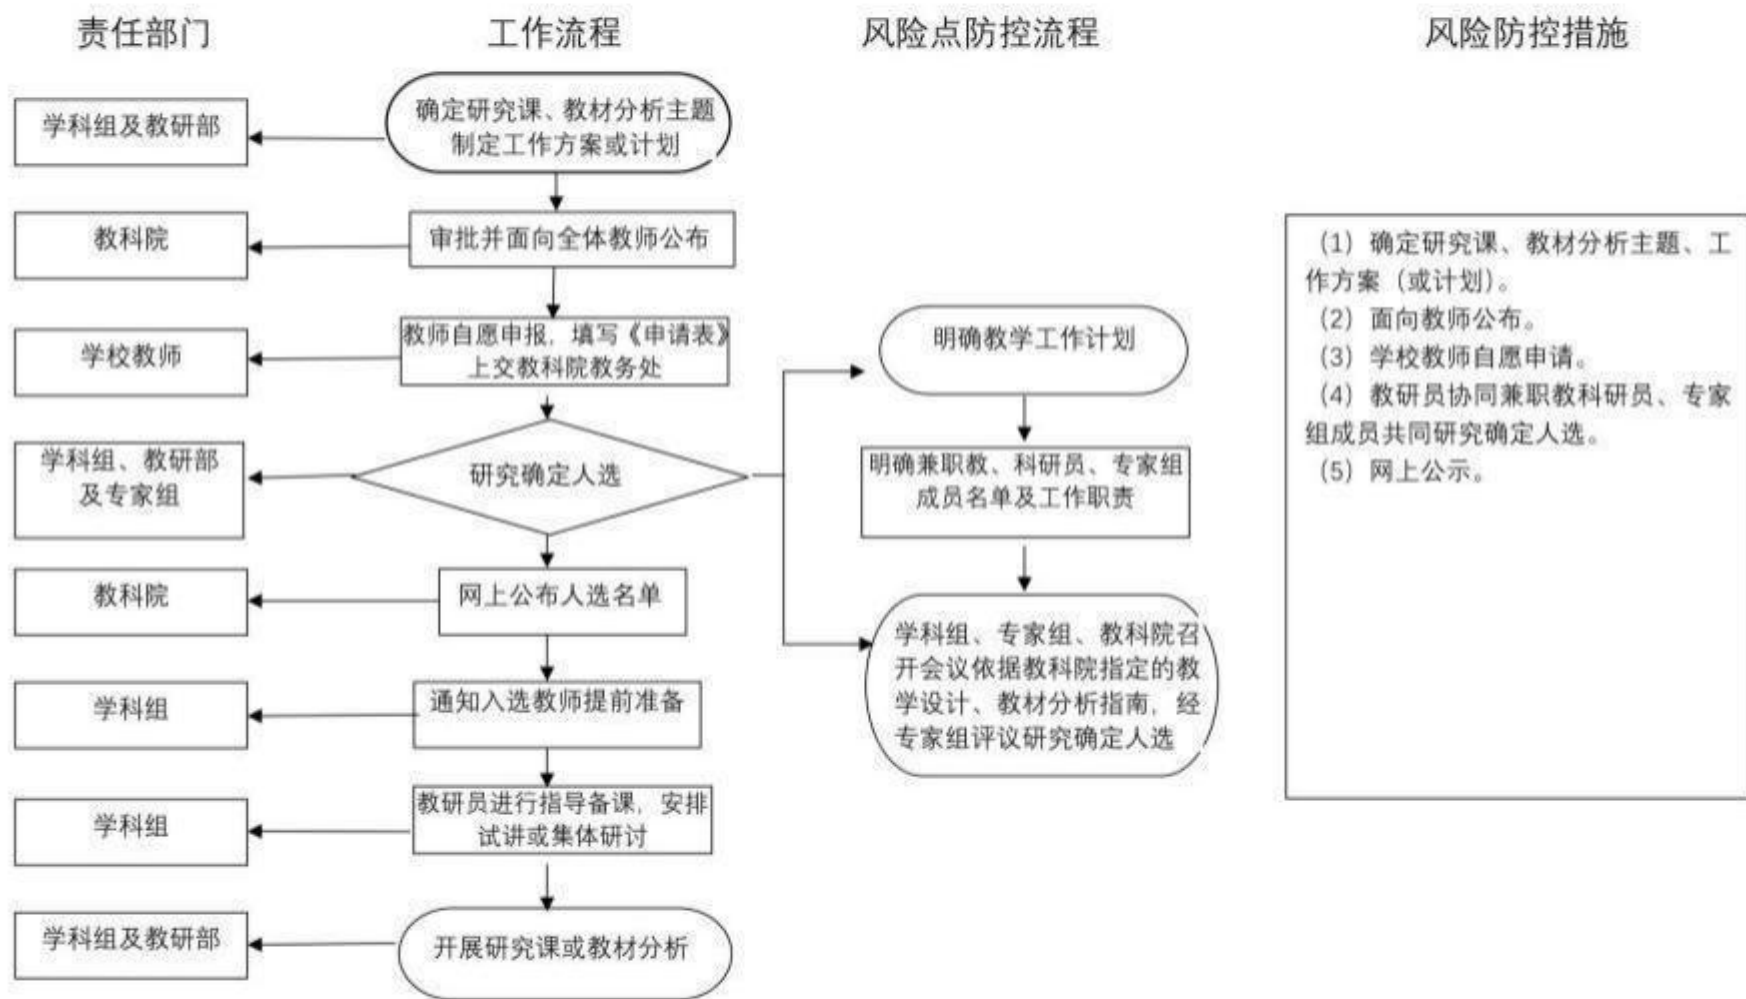 责任部门
工作流程
风险点防控流程
风险防控措施
学科组及教研部
确定研究课、教材分析主题
制定工作方案或计划
教科院
审批并面向全体教师公布
学校教师
教师自愿申报，填写《申请表》
上交教科院教务处
学科组、教研部
及专家组
研究确定人选
教科院
网上公布人选名单
学科组
通知入选教师提前准备
学科组
教研员进行指导备课，安排
试讲或集体研讨
学科组及教研部
开展研究课或教材分析
明确教学工作计划
明确兼职教、科研员、专家组
成员名单及工作职责
学科组、专家组、教科院召
开会议依据教科院指定的教
学设计、教材分析指南，经
专家组评议研究确定人选
（1）确定研究课、教材分析主题、工
作方案（或计划）。
（2）面向教师公布。
（3）学校教师自愿申请。
（4）教研员协同兼职教科研员、专家
组成员共同研究确定人选。
（5）网上公示。